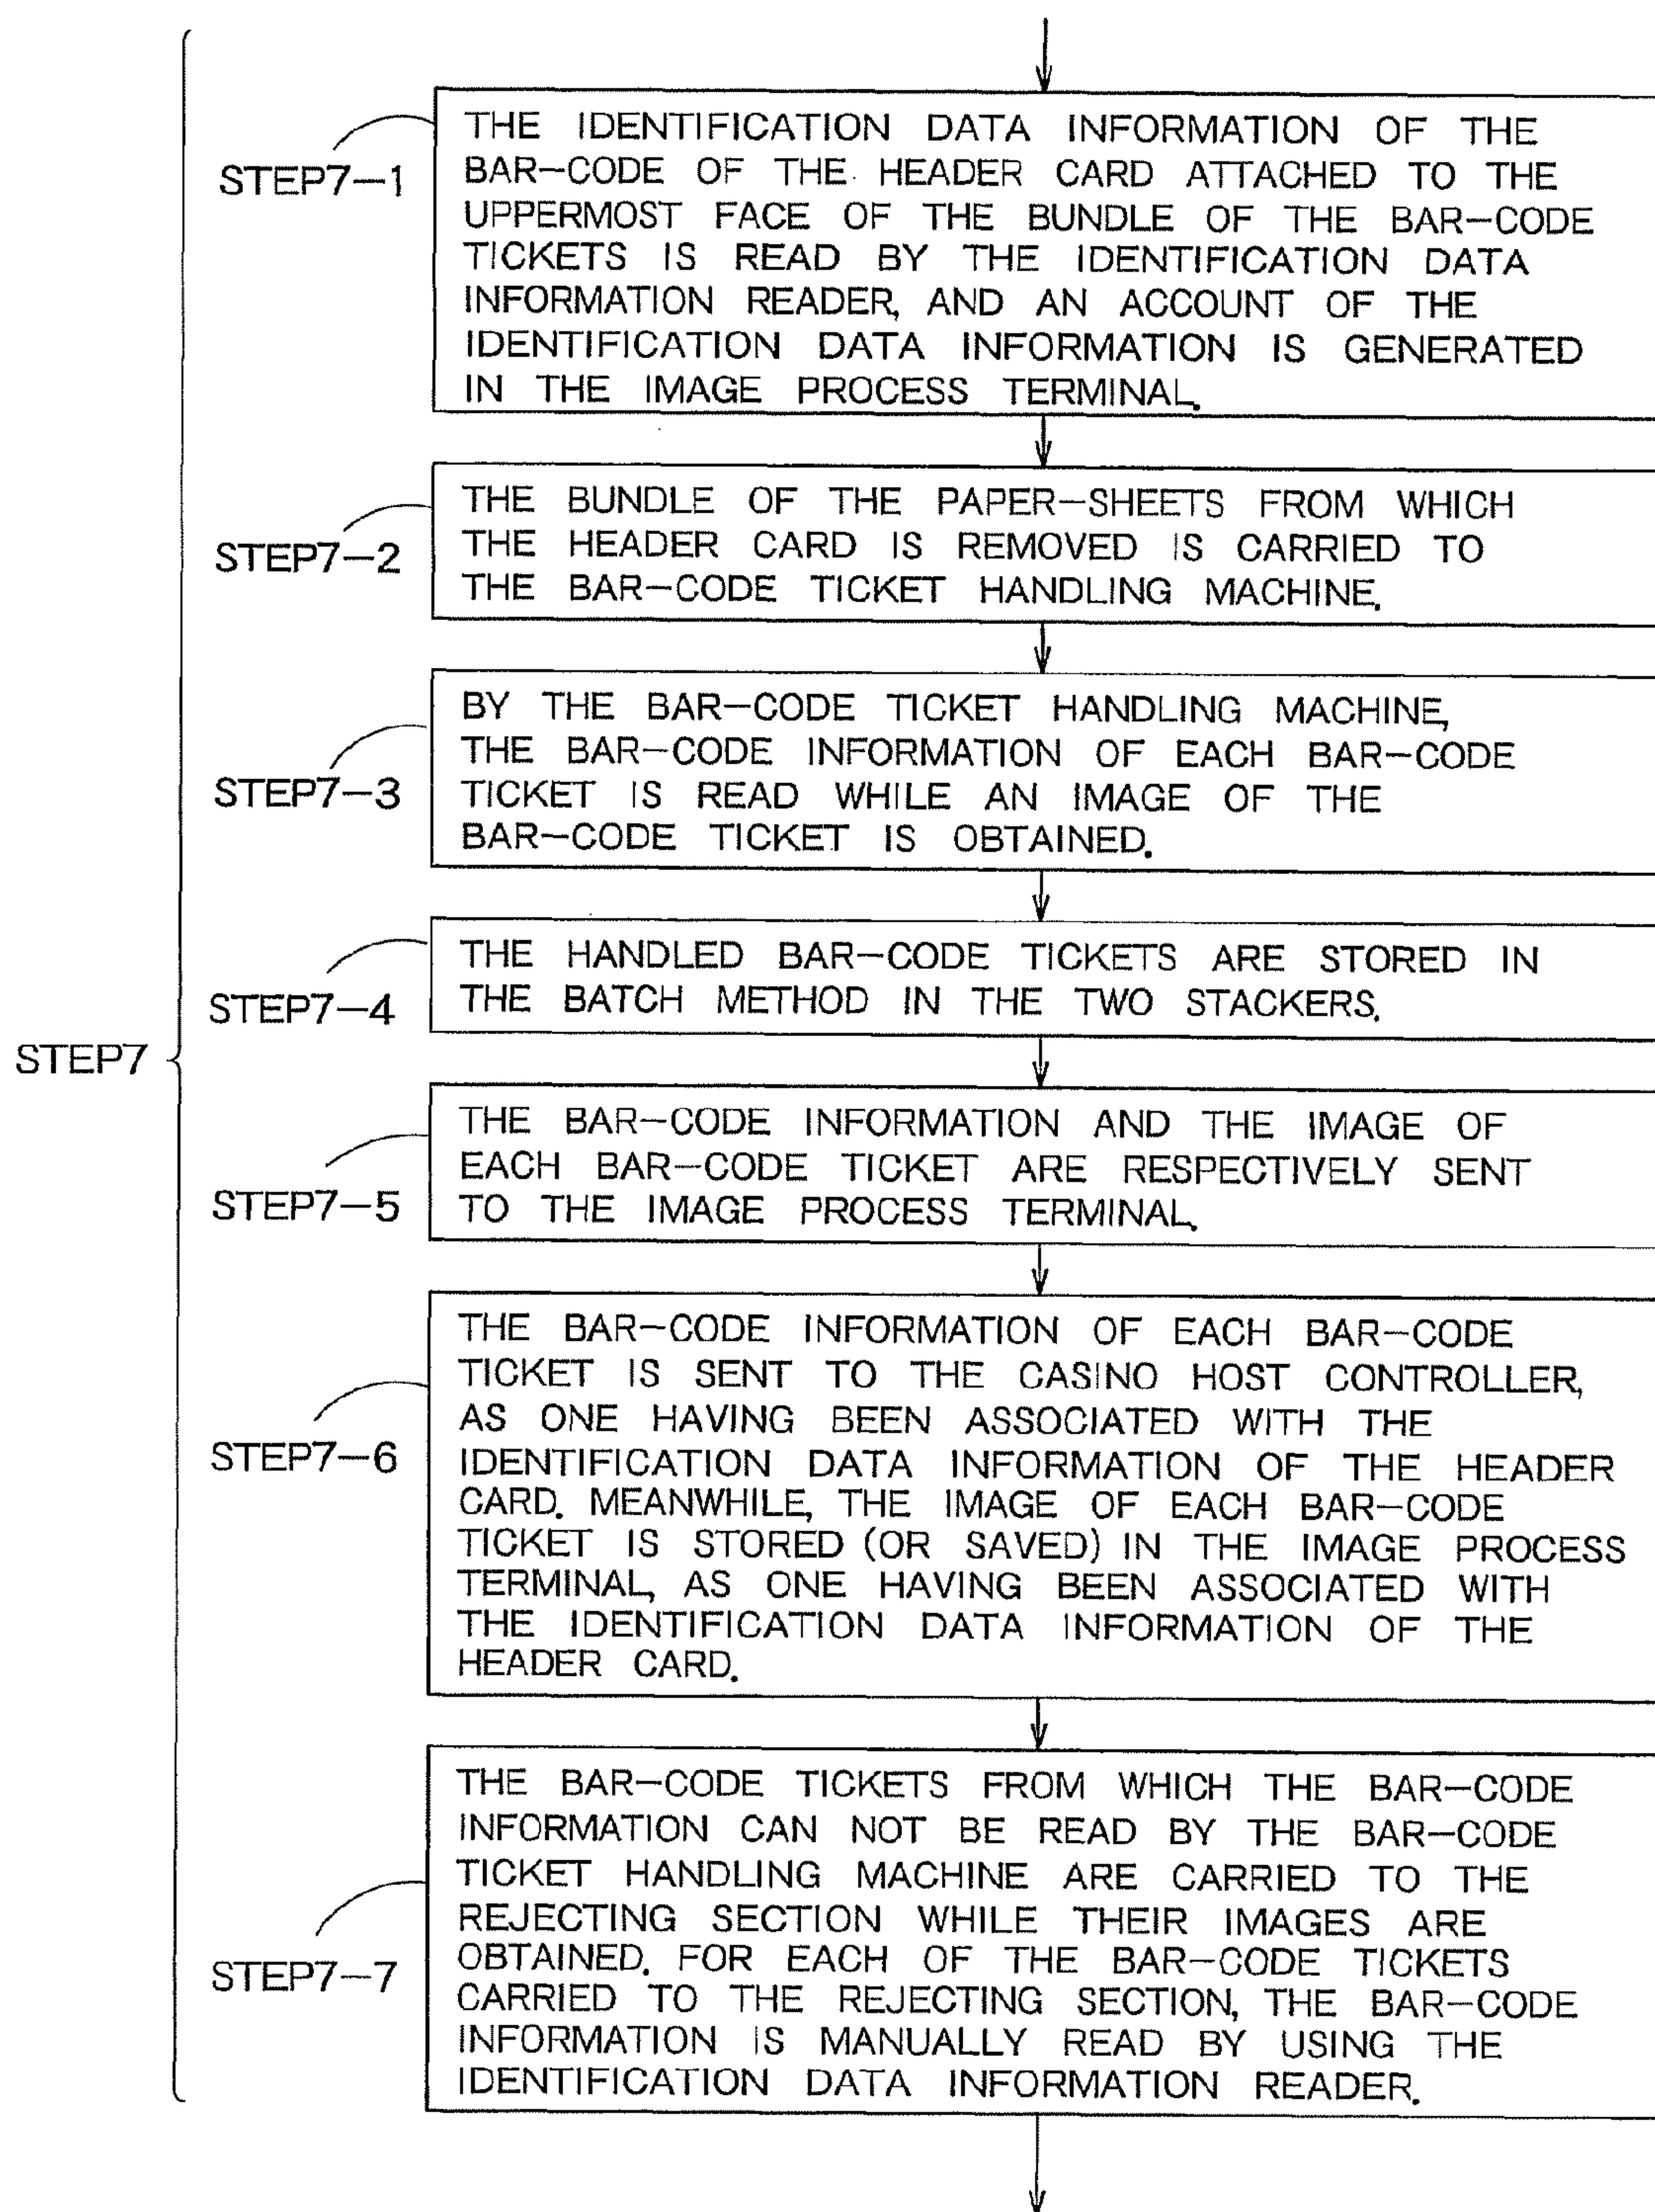 STEP7
STEP7-1
THE IDENTIFICATION DATA INFORMATION OF THE
BAR-CODE OF THE HEADER CARD ATTACHED TO THE
UPPERMOST FACE OF THE BUNDLE OF THE BAR-CODE
TICKETS IS READ BY THE IDENTIFICATION DATA
INFORMATION READER, AND AN ACCOUNT OF THE
IDENTIFICATION DATA INFORMATION IS GENERATED
IN THE IMAGE PROCESS TERMINAL.
STEP7-2
THE BUNDLE OF THE PAPER-SHEETS FROM WHICH
THE HEADER CARD IS REMOVED IS CARRIED TO
THE BAR-CODE TICKET HANDLING MACHINE.
STEP7-3
BY THE BAR-CODE TICKET HANDLING MACHINE,
THE BAR-CODE INFORMATION OF EACH BAR-CODE
TICKET IS READ WHILE AN IMAGE OF THE
BAR-CODE TICKET IS OBTAINED.
STEP7-4
THE HANDLED BAR-CODE TICKETS ARE STORED IN
THE BATCH METHOD IN THE TWO STACKERS.
STEP7-5
THE BAR-CODE INFORMATION AND THE IMAGE OF
EACH BAR-CODE TICKET ARE RESPECTIVELY SENT
TO THE IMAGE PROCESS TERMINAL.
STEP7-6
THE BAR-CODE INFORMATION OF EACH BAR-CODE
TICKET IS SENT TO THE CASINO HOST CONTROLLER,
AS ONE HAVING BEEN ASSOCIATED WITH THE
IDENTIFICATION DATA INFORMATION OF THE HEADER
CARD. MEANWHILE, THE IMAGE OF EACH BAR-CODE
TICKET IS STORED (OR SAVED) IN THE IMAGE PROCESS
TERMINAL, AS ONE HAVING BEEN ASSOCIATED WITH
THE IDENTIFICATION DATA INFORMATION OF THE
HEADER CARD.
STEP7-7
THE BAR-CODE TICKETS FROM WHICH THE BAR-CODE
INFORMATION CAN NOT BE READ BY THE BAR-CODE
TICKET HANDLING MACHINE ARE CARRIED TO THE
REJECTING SECTION WHILE THEIR IMAGES ARE
OBTAINED. FOR EACH OF THE BAR-CODE TICKETS
CARRIED TO THE REJECTING SECTION, THE BAR-CODE
INFORMATION IS MANUALLY READ BY USING THE
IDENTIFICATION DATA INFORMATION READER.